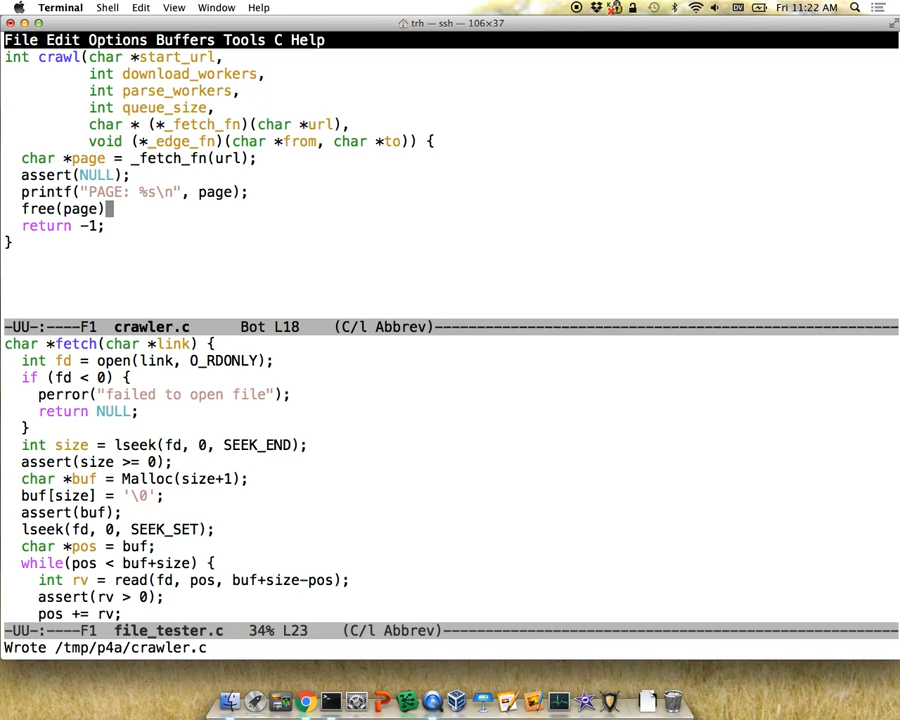 Terminal Shell Edit View Window Help Fri 11:22 AM
trh — ssh — 106×37
File Edit Options Buffers Tools C Help
int crawl(char *start_url,
int download_workers,
int parse_workers,
int queue_size,
char * (*_fetch_fn)(char *url),
void (*_edge_fn)(char *from, char *to)) {
char *page = _fetch_fn(url);
assert(NULL);
printf("PAGE: %s\n", page);
free(page)
return -1;
}
-UU-:----F1 crawler.c Bot L18 (C/l Abbrev)----------------------------------------------------------
char *fetch(char *link) {
int fd = open(link, O_RDONLY);
if (fd < 0) {
perror("failed to open file");
return NULL;
}
int size = lseek(fd, 0, SEEK_END);
assert(size >= 0);
char *buf = Malloc(size+1);
buf[size] = '\0';
assert(buf);
lseek(fd, 0, SEEK_SET);
char *pos = buf;
while(pos < buf+size) {
int rv = read(fd, pos, buf+size-pos);
assert(rv > 0);
pos += rv;
-UU-:----F1 file_tester.c 34% L23 (C/l Abbrev)----------------------------------------------------------
Wrote /tmp/p4a/crawler.c